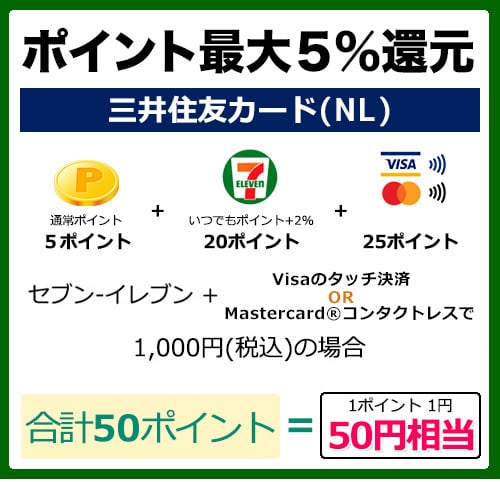 ポイント最大5%還元
三井住友カード(NL)
P
7
ELEVEN
VISA
通常ポイント
+
いつでもポイント+2%
+
5ポイント
20ポイント
25ポイント
セブン-イレブン +
Visaのタッチ決済
OR
Mastercard®コンタクトレスで
1,000円(税込)の場合
合計50ポイント
=
1ポイント 1円
50円相当